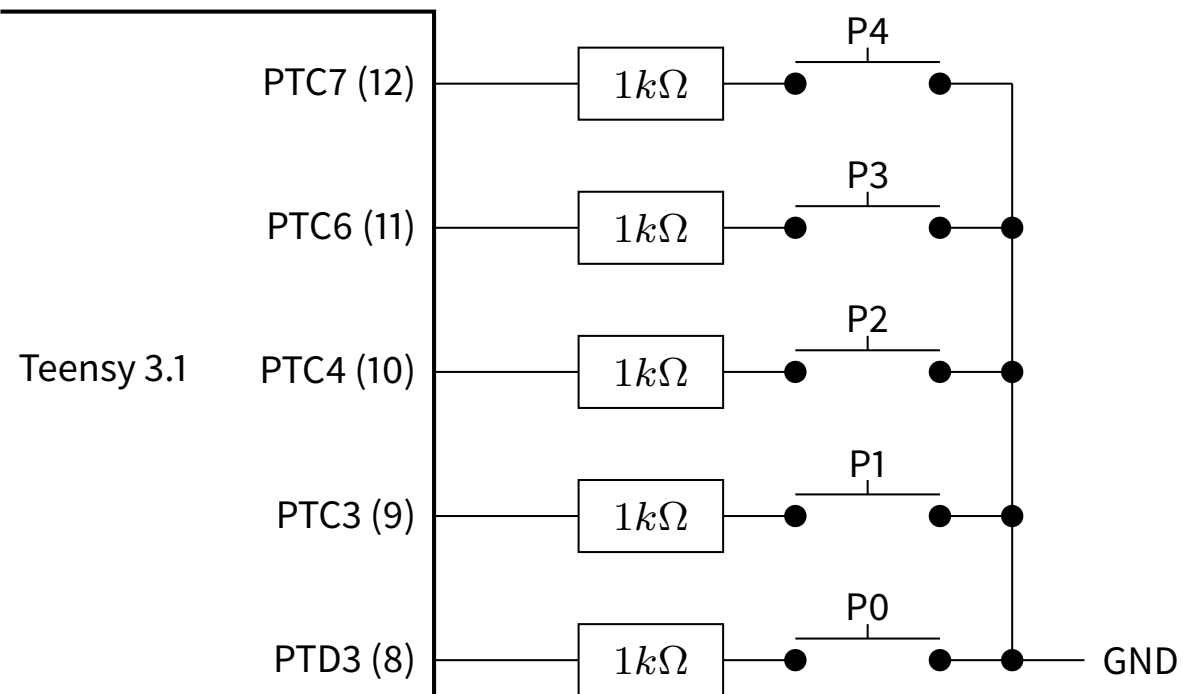 P4
PTC7 (12) 1kΩ
P3
PTC6 (11) 1kΩ
P2
Teensy 3.1 PTC4 (10) 1kΩ
P1
PTC3 (9) 1kΩ
P0
PTD3 (8) 1kΩ GND